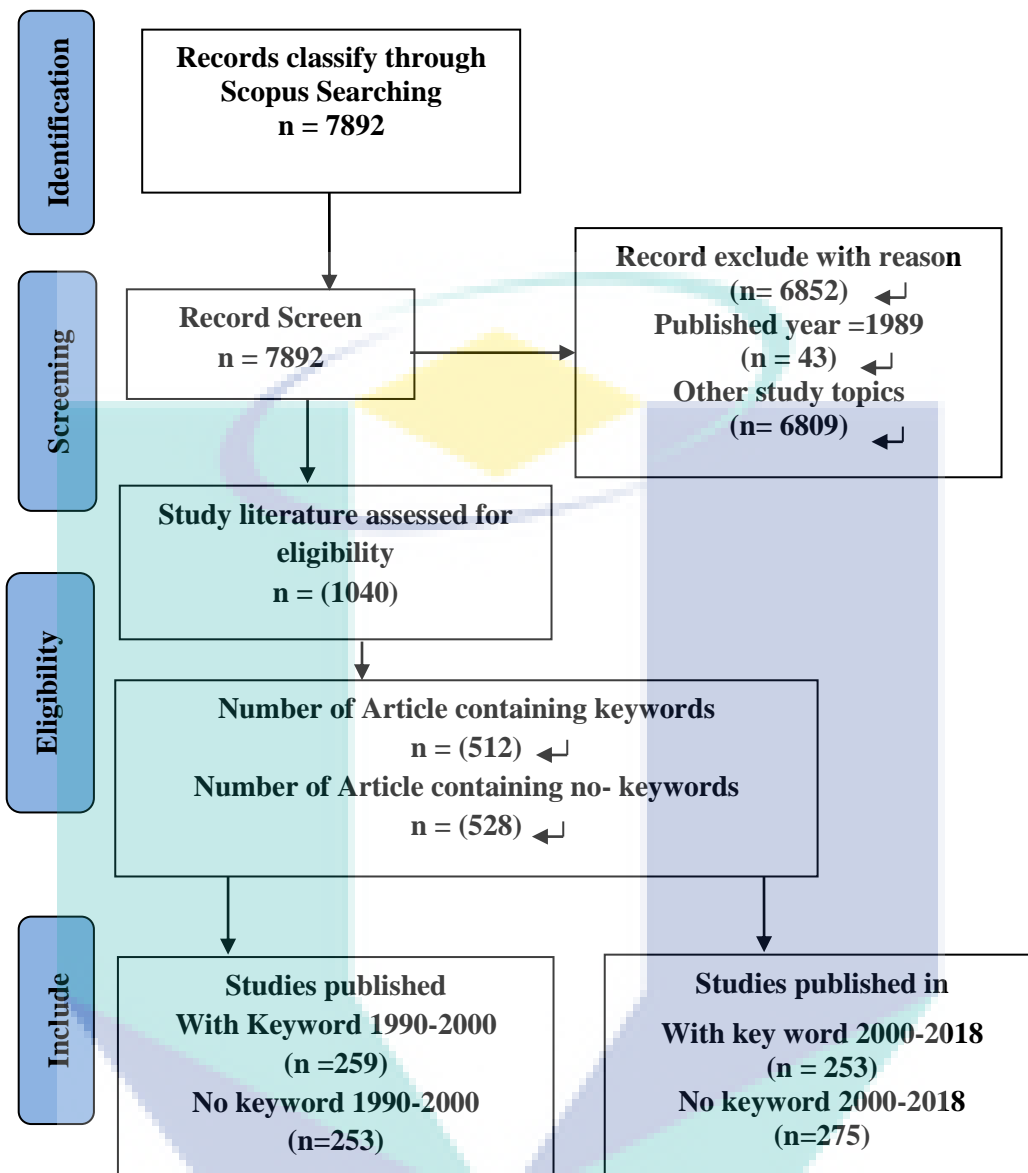 Identification
Records classify through
Scopus Searching
n = 7892
Screening
Record Screen
n = 7892
Record exclude with reason
(n= 6852)
Published year =1989
(n = 43)
Other study topics
(n= 6809)
Study literature assessed for
eligibility
n = (1040)
Eligibility
Number of Article containing keywords
n = (512)
Number of Article containing no- keywords
n = (528)
Include
Studies published
With Keyword 1990-2000
(n =259)
No keyword 1990-2000
(n=253)
Studies published in
With key word 2000-2018
(n = 253)
No keyword 2000-2018
(n=275)